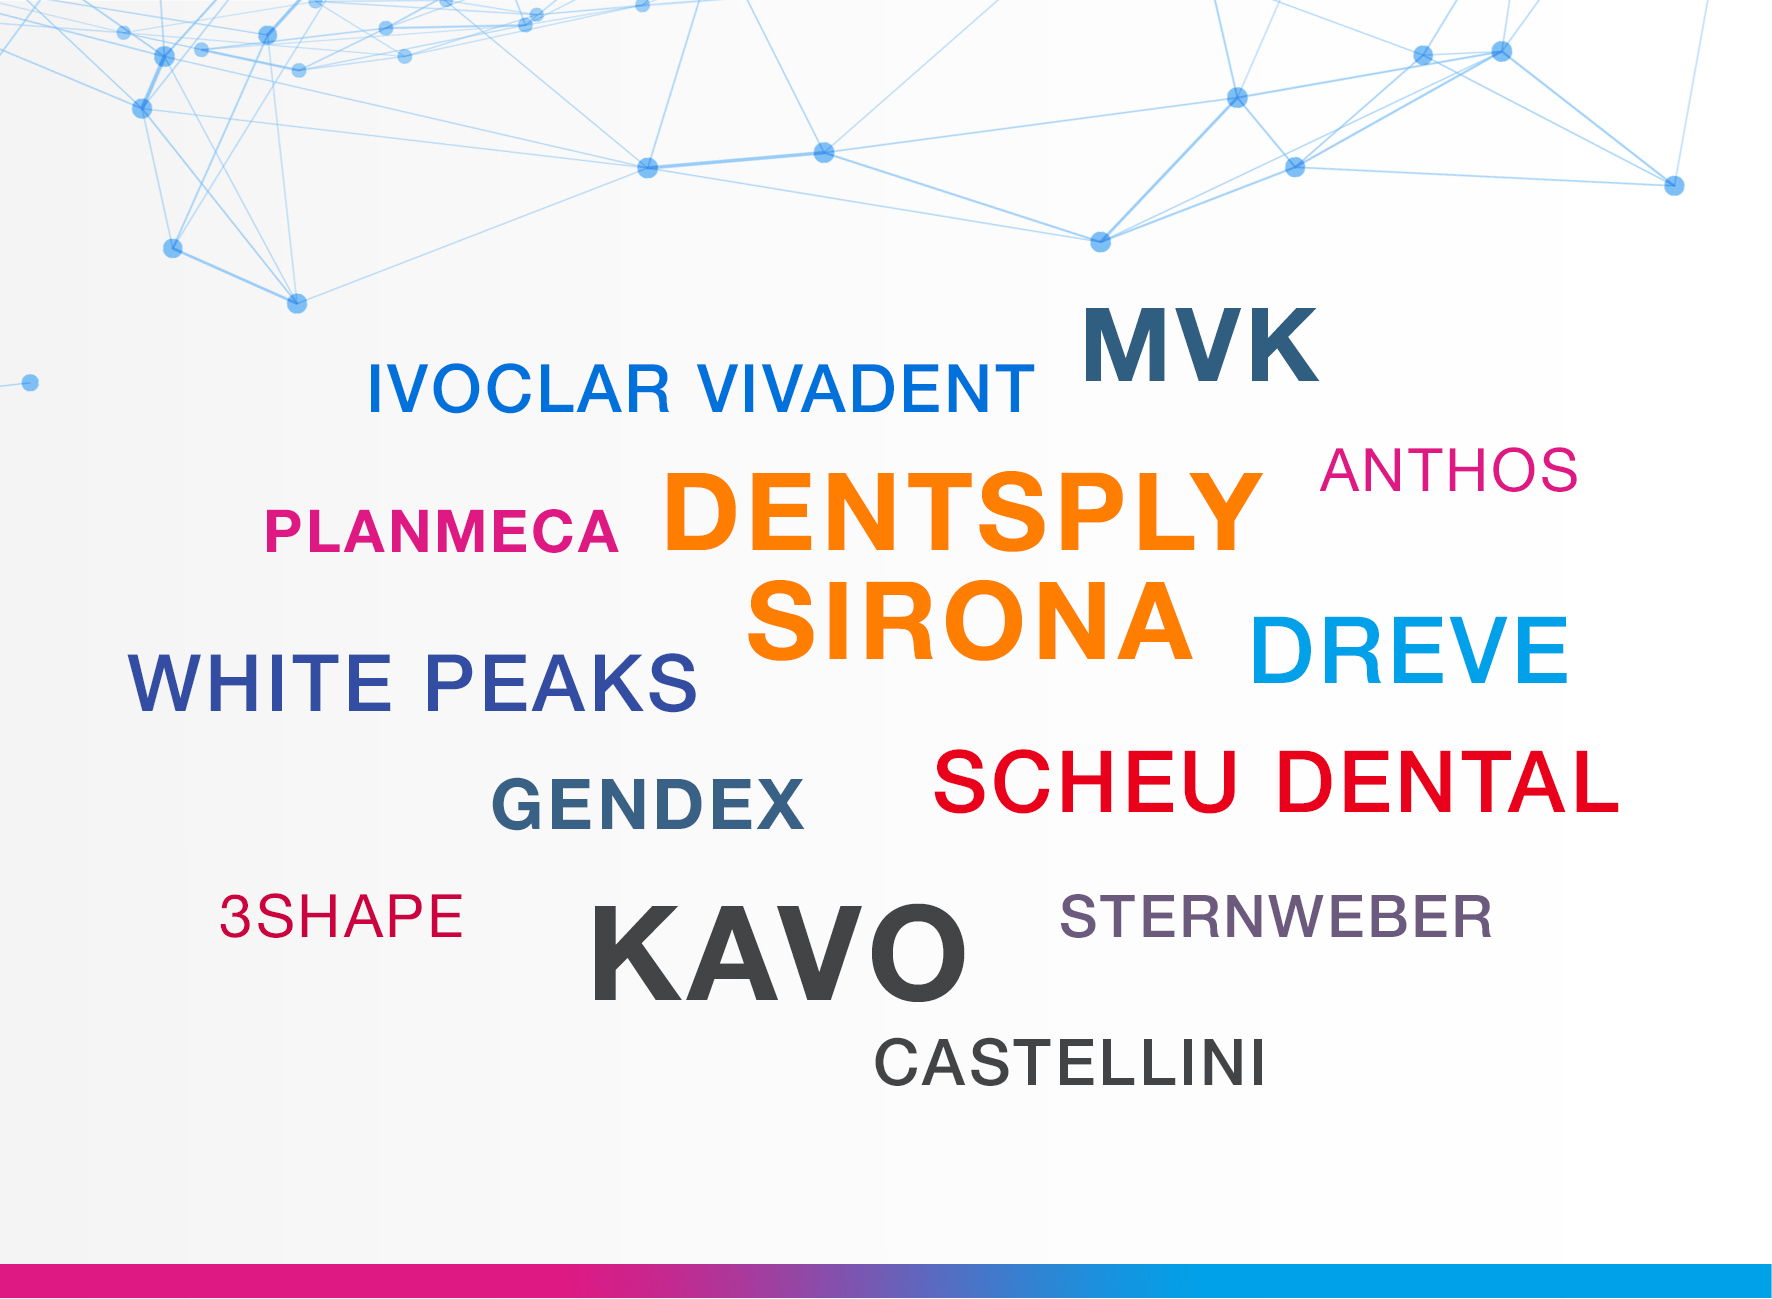 MVK
IVOCLAR VIVADENT
ANTHOS
PLANMECA
DENTSPLY
SIRONA
DREVE
WHITE PEAKS
SCHEU DENTAL
GENDEX
3SHAPE
KAVO
STERNWEBER
CASTELLINI